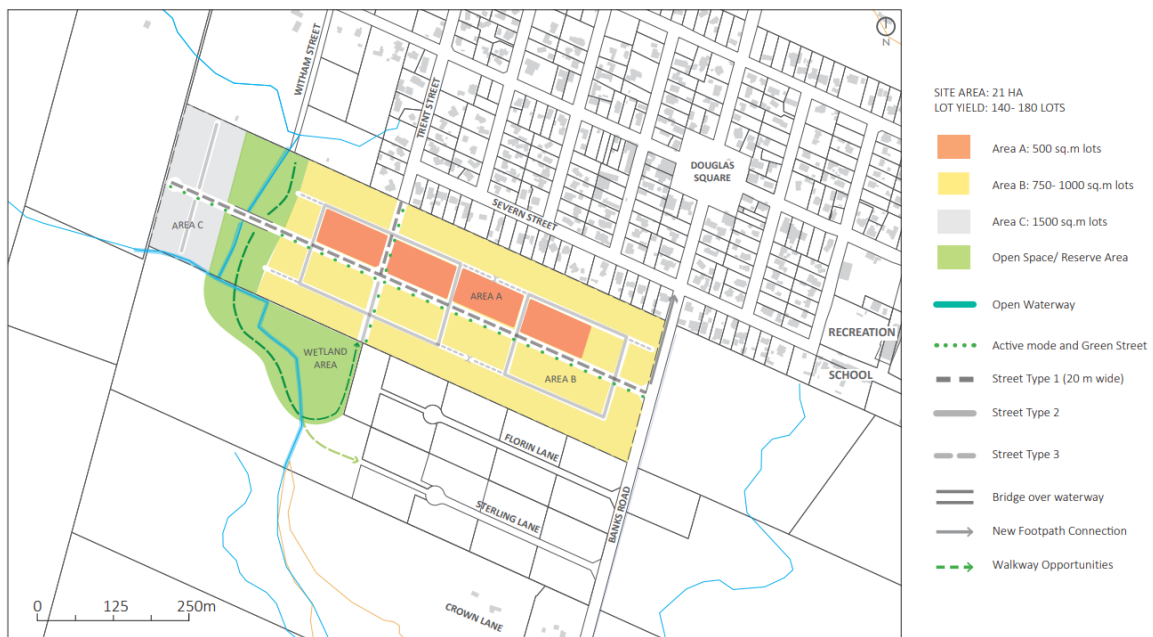 WITHAM STREET
TRENT STREET
N
DOUGLAS
SQUARE
SEVERN STREET
AREA C
AREA A
RECREATION
WETLAND
AREA
AREA B
SCHOOL
FLORIN LANE
STERLING LANE
BANKS ROAD
CROWN LANE
0 125 250m
SITE AREA: 21 HA
LOT YIELD: 140- 180 LOTS
Area A: 500 sq.m lots
Area B: 750- 1000 sq.m lots
Area C: 1500 sq.m lots
Open Space/ Reserve Area
Open Waterway
Active mode and Green Street
Street Type 1 (20 m wide)
Street Type 2
Street Type 3
Bridge over waterway
New Footpath Connection
Walkway Opportunities